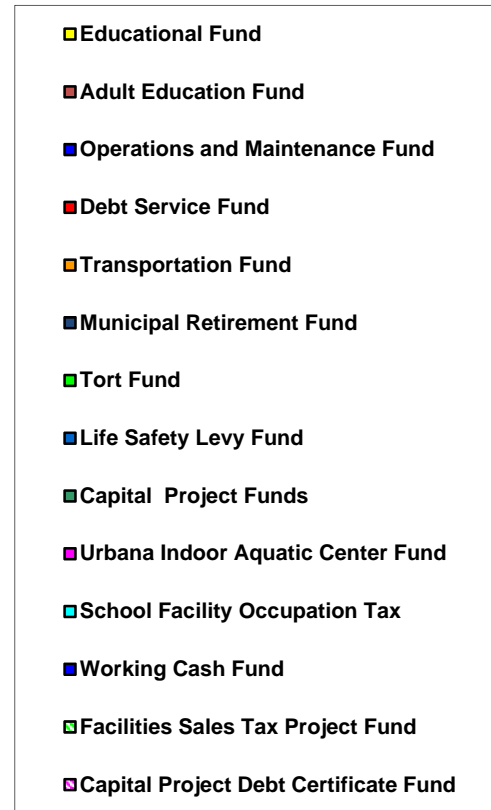 Educational Fund
Adult Education Fund
Operations and Maintenance Fund
Debt Service Fund
Transportation Fund
Municipal Retirement Fund
Tort Fund
Life Safety Levy Fund
Capital Project Funds
Urbana Indoor Aquatic Center Fund
School Facility Occupation Tax
Working Cash Fund
Facilities Sales Tax Project Fund
Capital Project Debt Certificate Fund